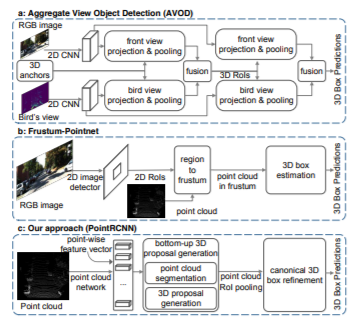 a: Aggregate View Object Detection (AVOD)
RGB image
2D CNN
front view
projection & pooling
front view
projection & pooling
3D
anchors
fusion
3D RoIs
fusion
2D CNN
Bird's view
bird view
projection & pooling
bird view
projection & pooling
3D Box Predictions
b: Frustum-Pointnet
RGB image
2D image
detector
2D RoIs
region
to
frustum
point cloud
point cloud
in frustum
3D box
estimation
3D Box Predictions
c: Our approach (PointRCNN)
Point cloud
point-wise
feature vector
point cloud
network
...
bottom-up 3D
proposal generation
point cloud
segmentation
3D proposal
generation
point cloud
RoI pooling
canonical 3D
box refinement
3D Box Predictions